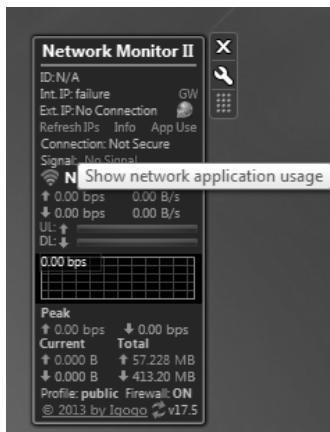 Network Monitor II
ID: N/A
Int. IP: failure GW
Ext. IP: No Connection
Refresh IPs Info App Use
Connection: Not Secure
Signal: No Signal
N
Show network application usage
0.00 bps 0.00 B/s
0.00 bps 0.00 B/s
UL:
DL:
0.00 bps
Peak
0.00 bps 0.00 bps
Current Total
0.000 B 57.228 MB
0.000 B 413.20 MB
Profile: public Firewall: ON
© 2013 by Igogo v17.5